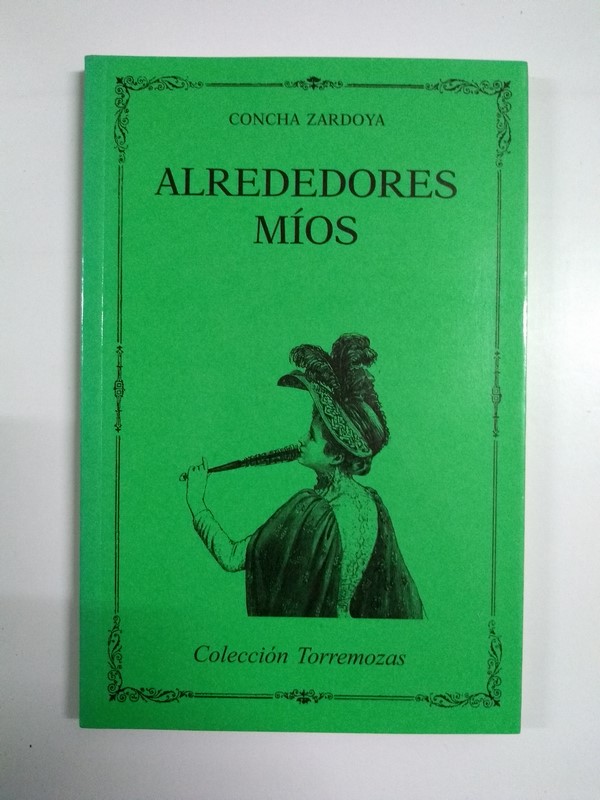 CONCHA ZARDOYA
ALREDEDORES
MÍOS
Colección Torremozas